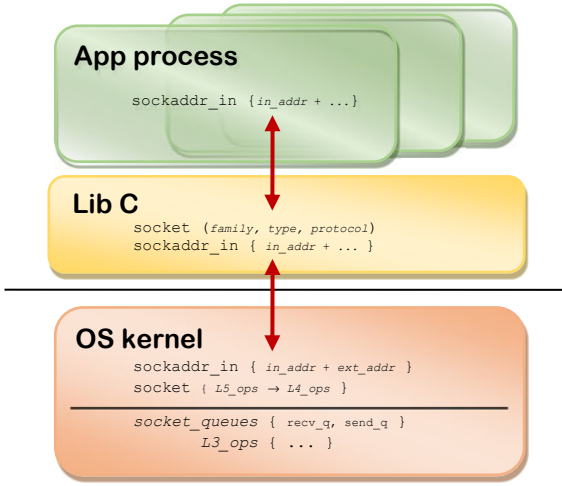 App process
sockaddr_in {in_addr + ...}
Lib C
socket (family, type, protocol)
sockaddr_in { in_addr + ... }
OS kernel
sockaddr_in { in_addr + ext_addr }
socket { L5_ops → L4_ops }
socket_queues { recv_q, send_q }
L3_ops { ... }